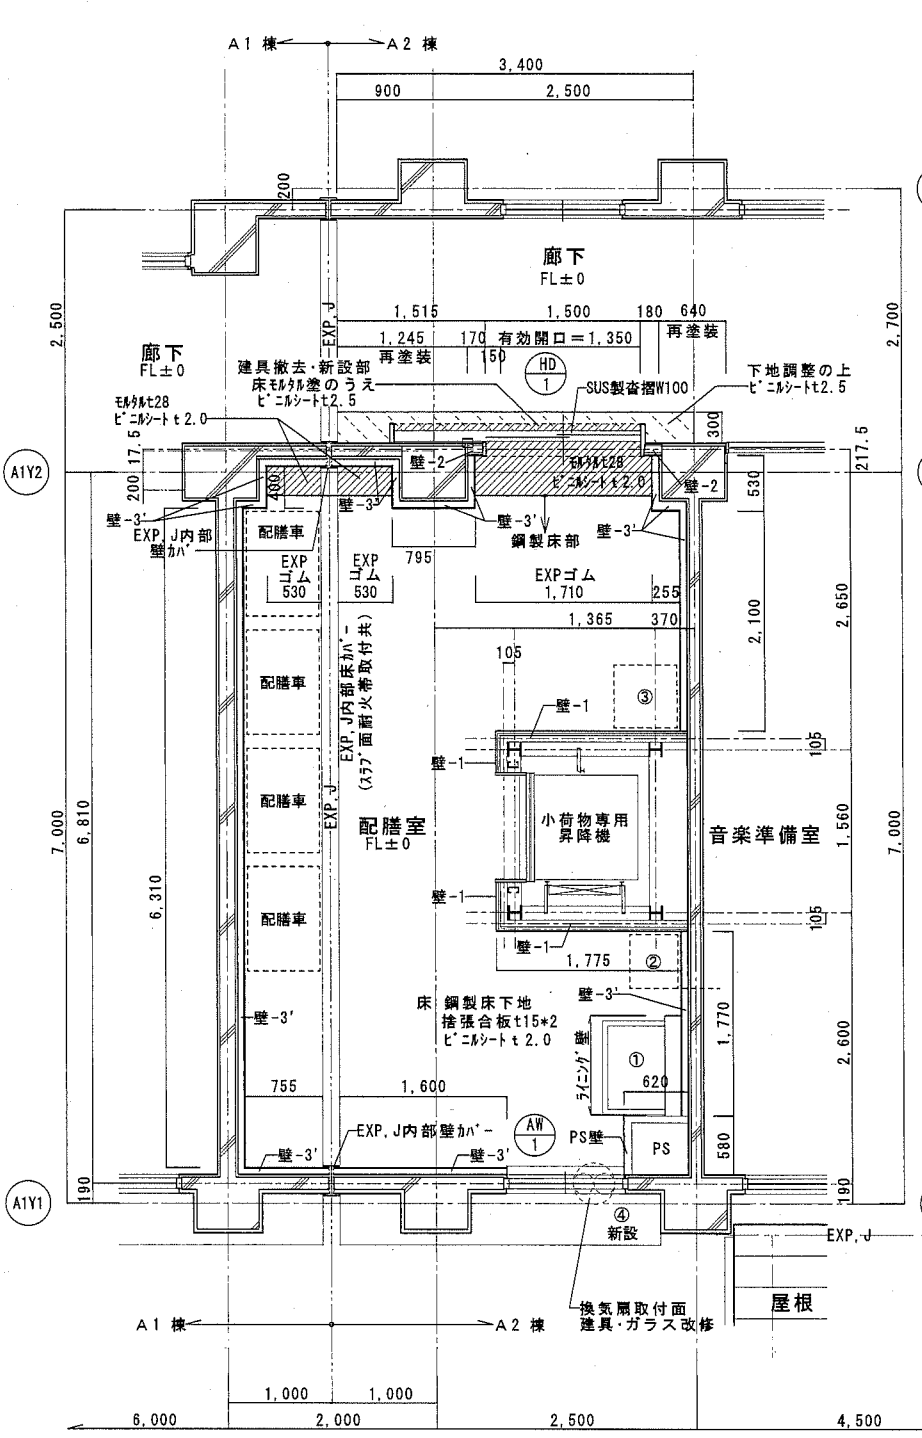 A1 棟
A2 棟
3,400
900
2,500
200
廊下
FL±0
2,500
2,700
EXP.J
1,515
1,500
180
640
再塗装
1,245
再塗装
170
有効開口=1,350
150
HD
1
廊下
FL±0
建具撤去・新設部
床モルタル塗のうえ
ビニルシートt2.5
SUS製沓摺W100
下地調整の上
ビニルシートt2.5
モルタルt28
ビニルシートt2.0
300
17.5
217.5
A1Y2
200
400
壁-2
モルタルt28
ビニルシートt2.0
壁-2
530
壁-3'
EXP.J内部
壁カバー
壁-3'
壁-3'
壁-3'
配膳車
鋼製床部
795
EXP
ゴム
530
EXP
ゴム
530
EXPゴム
1,710
255
1,365
370
2,100
2,650
105
配膳車
③
EXP.J内部床カバー
(スラブ面耐火帯取付共)
壁-1
105
壁-1
配膳車
EXP.J
配膳室
FL±0
小荷物専用
昇降機
音楽準備室
1,560
7,000
6,810
7,000
6,310
壁-1
配膳車
壁-1
105
1,775
②
床 鋼製床下地
捨張合板t15*2
ビニルシートt2.0
壁-3'
壁-3'
1,770
2,600
ライニング壁
①
620
755
1,600
EXP.J内部壁カバー
AW
1
PS壁
PS
580
壁-3'
壁-3'
190
190
A1Y1
④
新設
EXP.J
屋根
換気扇取付面
建具・ガラス改修
A1 棟
A2 棟
1,000
1,000
6,000
2,000
2,500
4,500